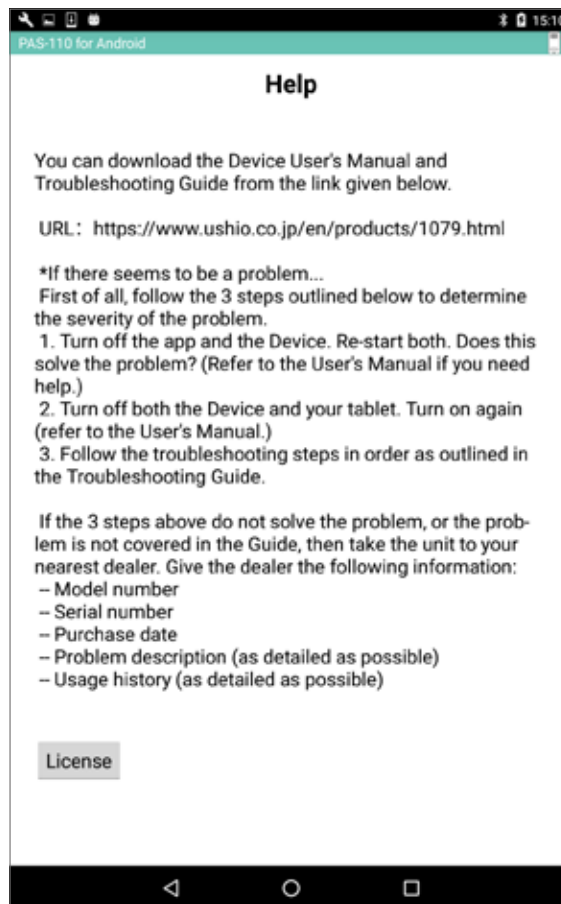 15:10
PAS-110 for Android
Help
You can download the Device User's Manual and
Troubleshooting Guide from the link given below.
URL: https://www.ushio.co.jp/en/products/1079.html
*If there seems to be a problem...
First of all, follow the 3 steps outlined below to determine
the severity of the problem.
1. Turn off the app and the Device. Re-start both. Does this
solve the problem? (Refer to the User's Manual if you need
help.)
2. Turn off both the Device and your tablet. Turn on again
(refer to the User's Manual.)
3. Follow the troubleshooting steps in order as outlined in
the Troubleshooting Guide.
If the 3 steps above do not solve the problem, or the prob-
lem is not covered in the Guide, then take the unit to your
nearest dealer. Give the dealer the following information:
-- Model number
-- Serial number
-- Purchase date
-- Problem description (as detailed as possible)
-- Usage history (as detailed as possible)
License